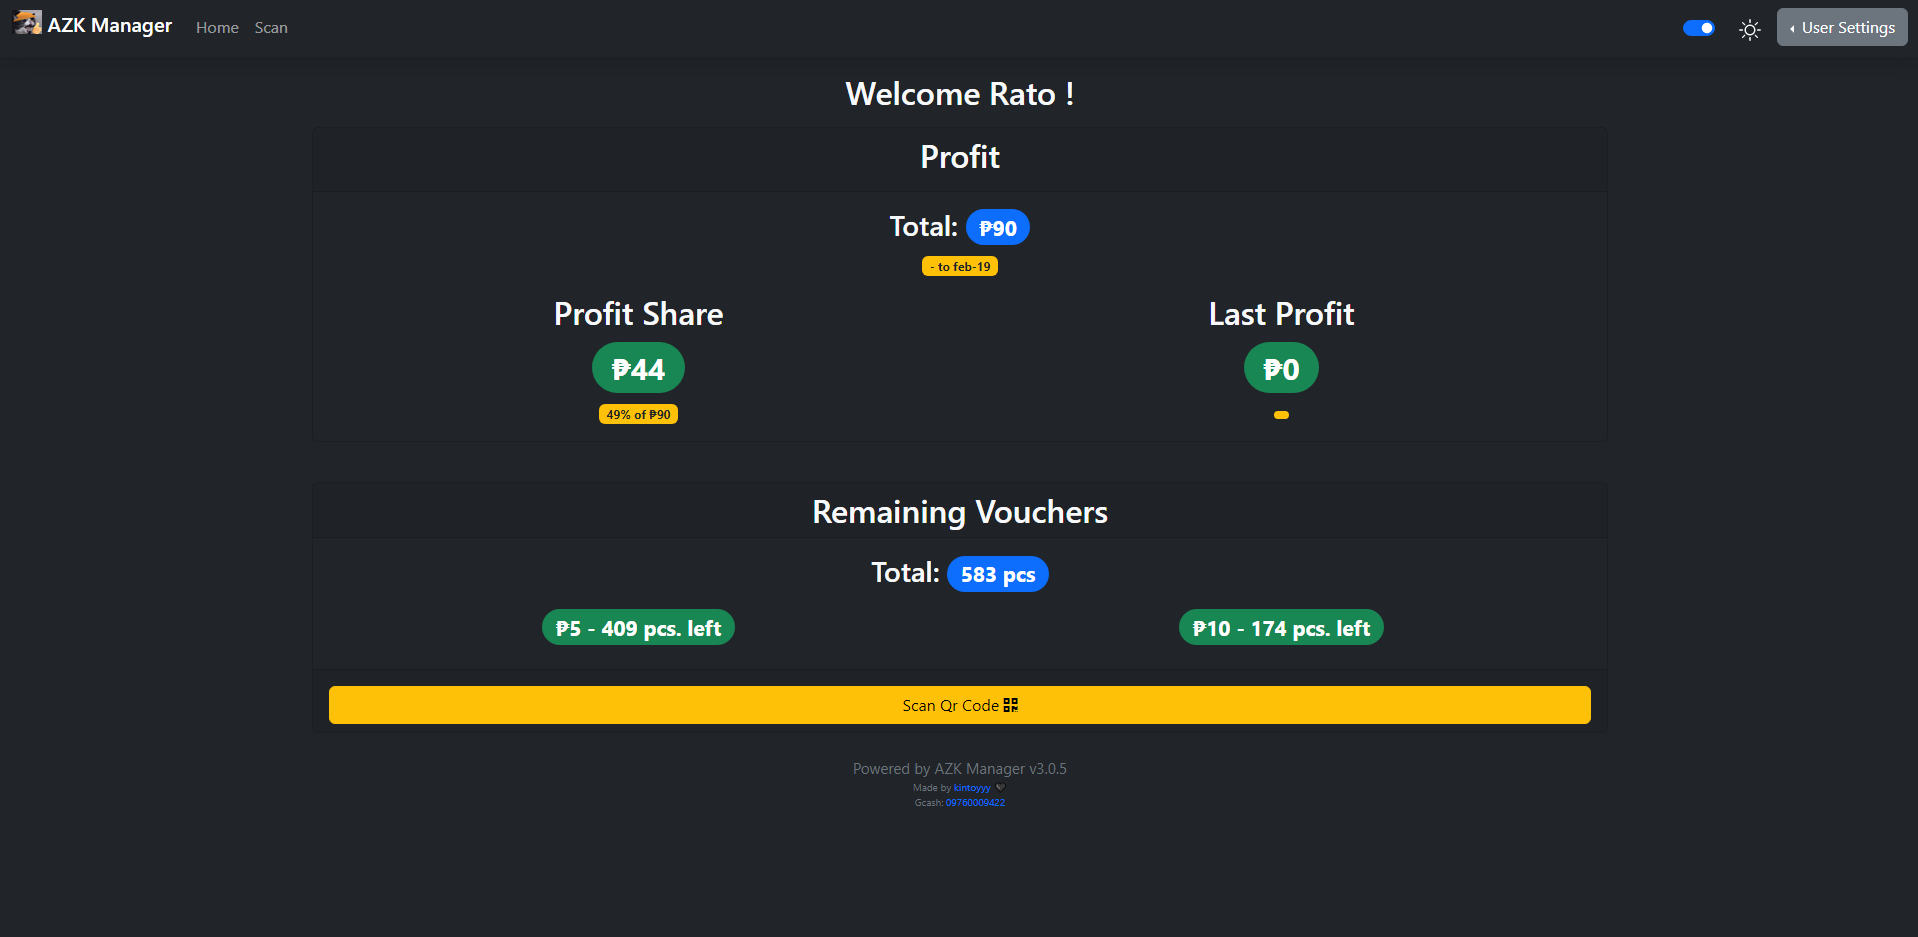 AZK Manager Home Scan User Settings
Welcome Rato !
Profit
Total: ₱90
- to feb-19
Profit Share
₱44
49% of ₱90
Last Profit
₱0
Remaining Vouchers
Total: 583 pcs
₱5 - 409 pcs. left
₱10 - 174 pcs. left
Scan Qr Code
Powered by AZK Manager v3.0.5
Made by kintoyyy
Gcash: 09760009422